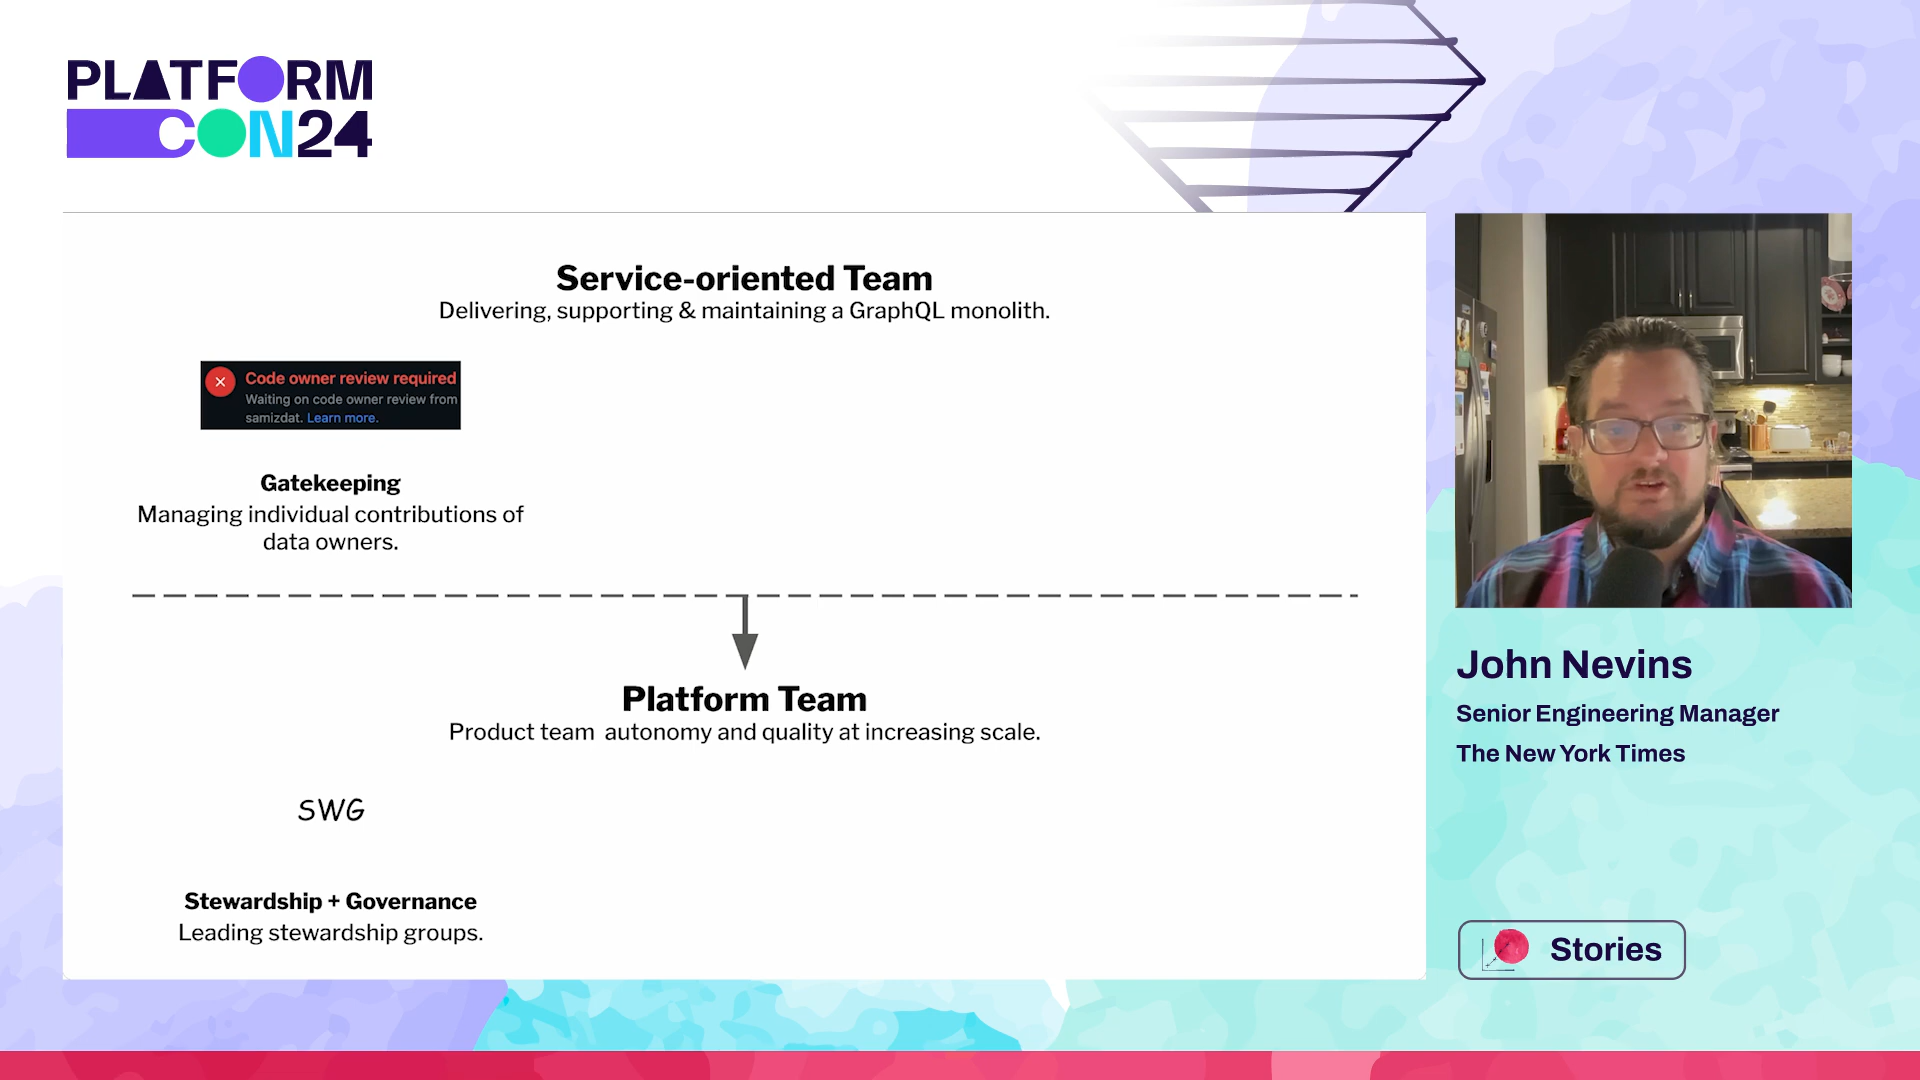 PLATFORM
CON24
Service-oriented Team
Delivering, supporting & maintaining a GraphQL monolith.
Code owner review required
Waiting on code owner review from
samizdat. Learn more.
Gatekeeping
Managing individual contributions of
data owners.
Platform Team
Product team autonomy and quality at increasing scale.
SWG
Stewardship + Governance
Leading stewardship groups.
John Nevins
Senior Engineering Manager
The New York Times
Stories